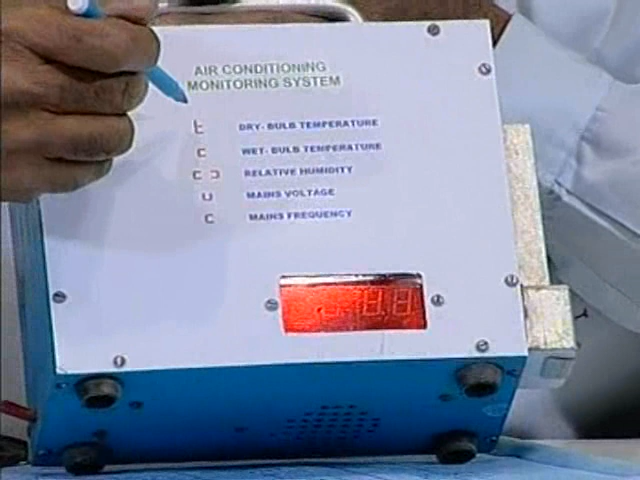 AIR CONDITIONING
MONITORING SYSTEM
t DRY-BULB TEMPERATURE
c WET-BULB TEMPERATURE
RELATIVE HUMIDITY
MAINS VOLTAGE
MAINS FREQUENCY